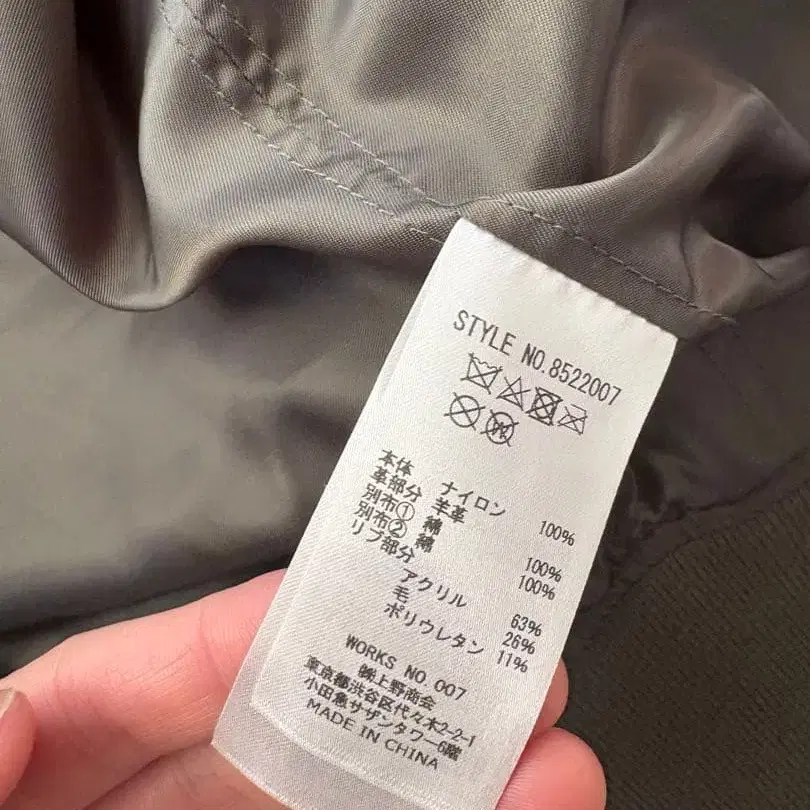 STYLE NO.8522007
本体 ナイロン 100%
革部分 羊革
別布① 綿 100%
別布② 綿 100%
リブ部分
アクリル 63%
毛 26%
ポリウレタン 11%
WORKS NO. 007
㈱上野商会
東京都渋谷区代々木2-2-1
小田急サザンタワー6階
MADE IN CHINA